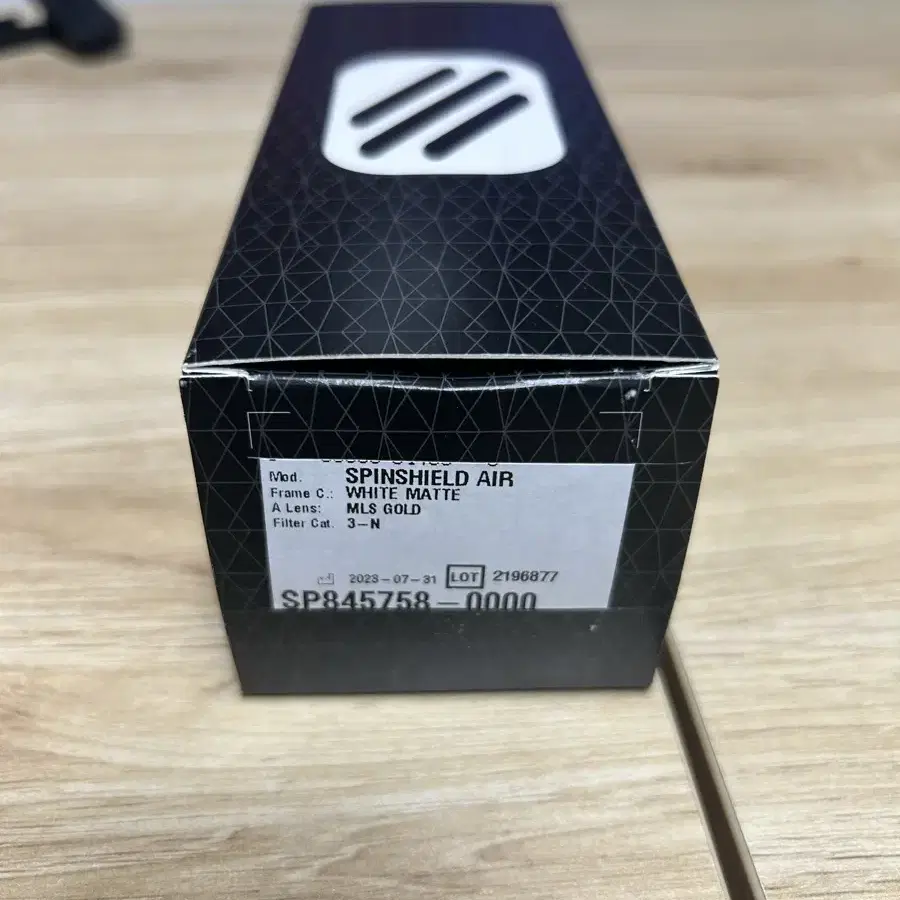 Mod. SPINSHIELD AIR
Frame C.: WHITE MATTE
A Lens: MLS GOLD
Filter Cat. 3-N
2023-07-31 LOT 2196877
SP845758-0000